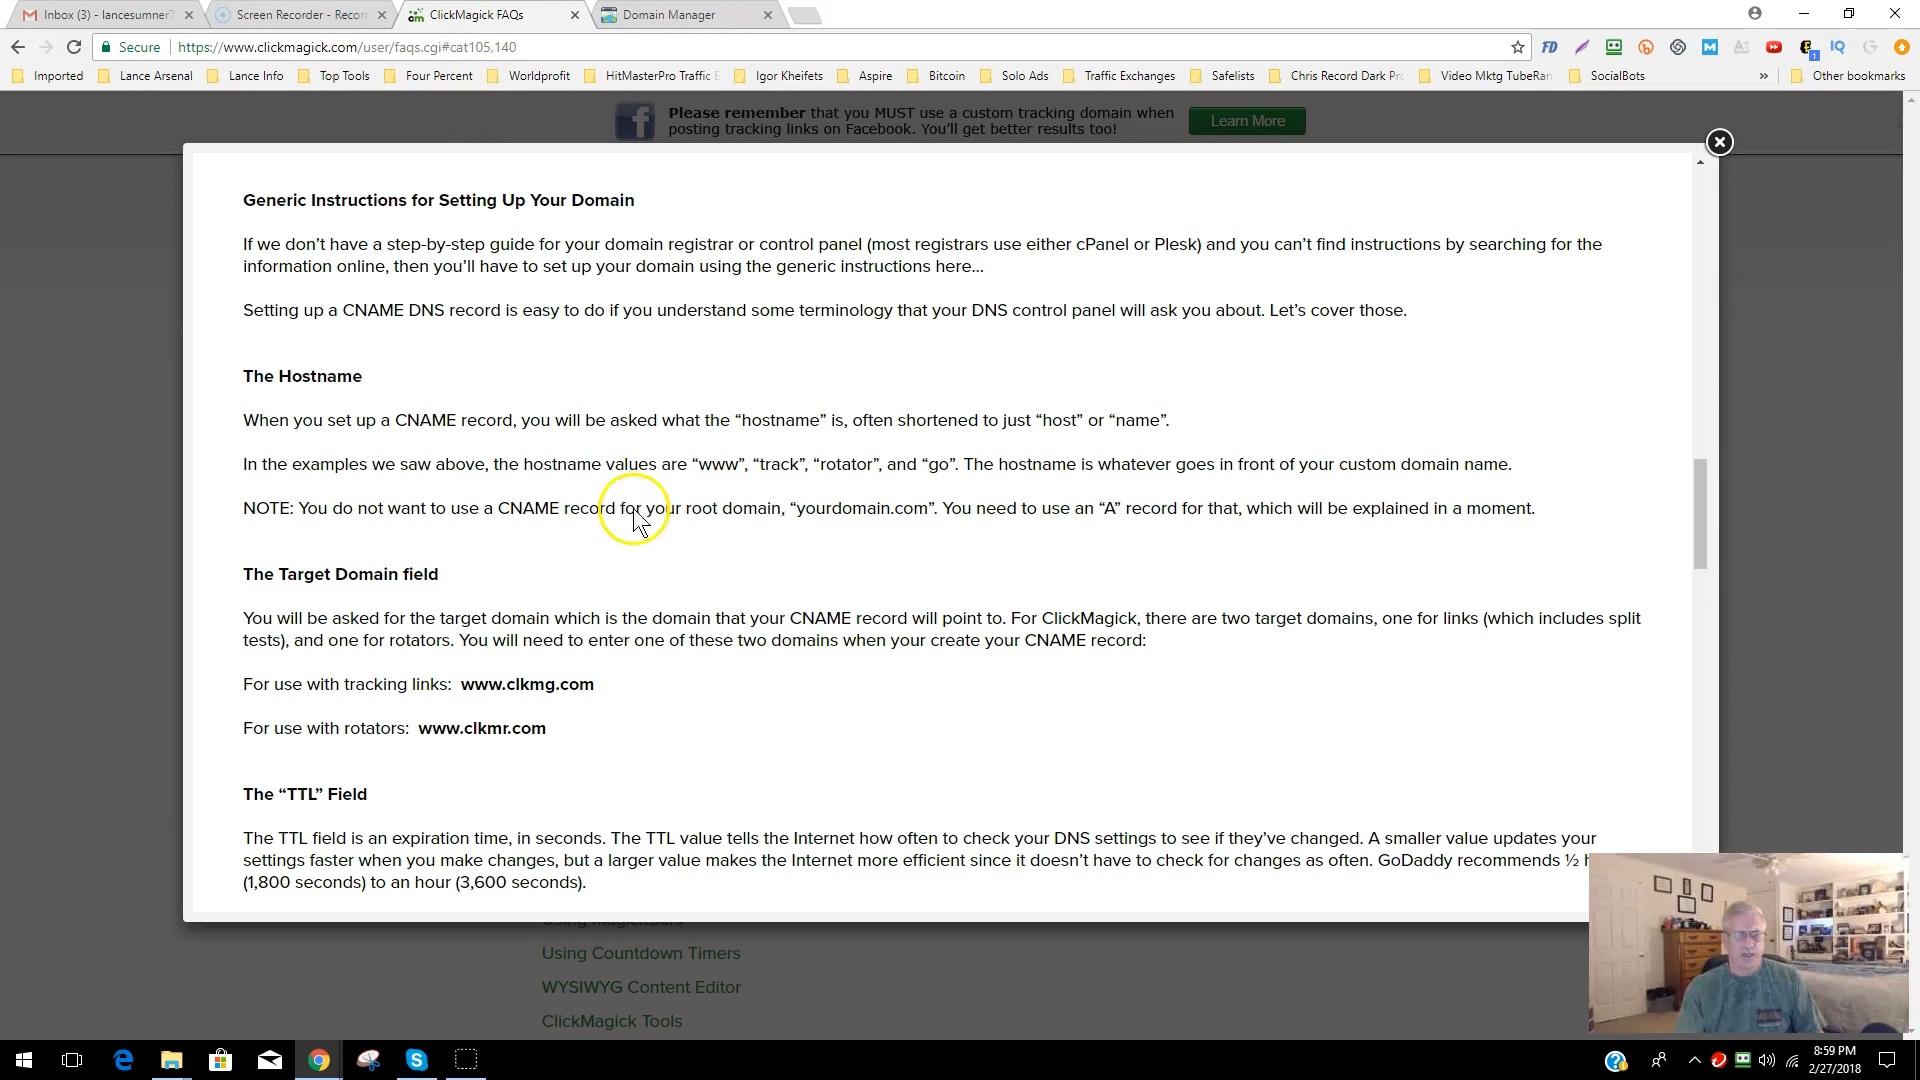 Inbox (3) - lancesumner7
Screen Recorder - Record
ClickMagick FAQs
Domain Manager
Secure
https://www.clickmagick.com/user/faqs.cgi#cat105,140
Imported
Lance Arsenal
Lance Info
Top Tools
Four Percent
Worldprofit
HitMasterPro Traffic E
Igor Kheifets
Aspire
Bitcoin
Solo Ads
Traffic Exchanges
Safelists
Chris Record Dark Pr
Video Mktg TubeRan
SocialBots
Other bookmarks
Please remember that you MUST use a custom tracking domain when
posting tracking links on Facebook. You'll get better results too!
Learn More
Generic Instructions for Setting Up Your Domain
If we don’t have a step-by-step guide for your domain registrar or control panel (most registrars use either cPanel or Plesk) and you can’t find instructions by searching for the
information online, then you’ll have to set up your domain using the generic instructions here…
Setting up a CNAME DNS record is easy to do if you understand some terminology that your DNS control panel will ask you about. Let’s cover those.
The Hostname
When you set up a CNAME record, you will be asked what the “hostname” is, often shortened to just “host” or “name”.
In the examples we saw above, the hostname values are “www”, “track”, “rotator”, and “go”. The hostname is whatever goes in front of your custom domain name.
NOTE: You do not want to use a CNAME record for your root domain, “yourdomain.com”. You need to use an “A” record for that, which will be explained in a moment.
The Target Domain field
You will be asked for the target domain which is the domain that your CNAME record will point to. For ClickMagick, there are two target domains, one for links (which includes split
tests), and one for rotators. You will need to enter one of these two domains when your create your CNAME record:
For use with tracking links: www.clkmg.com
For use with rotators: www.clkmr.com
The “TTL” Field
The TTL field is an expiration time, in seconds. The TTL value tells the Internet how often to check your DNS settings to see if they’ve changed. A smaller value updates your
settings faster when you make changes, but a larger value makes the Internet more efficient since it doesn’t have to check for changes as often. GoDaddy recommends ½ h
(1,800 seconds) to an hour (3,600 seconds).
Using MagickBars
Using Countdown Timers
WYSIWYG Content Editor
ClickMagick Tools
8:59 PM
2/27/2018